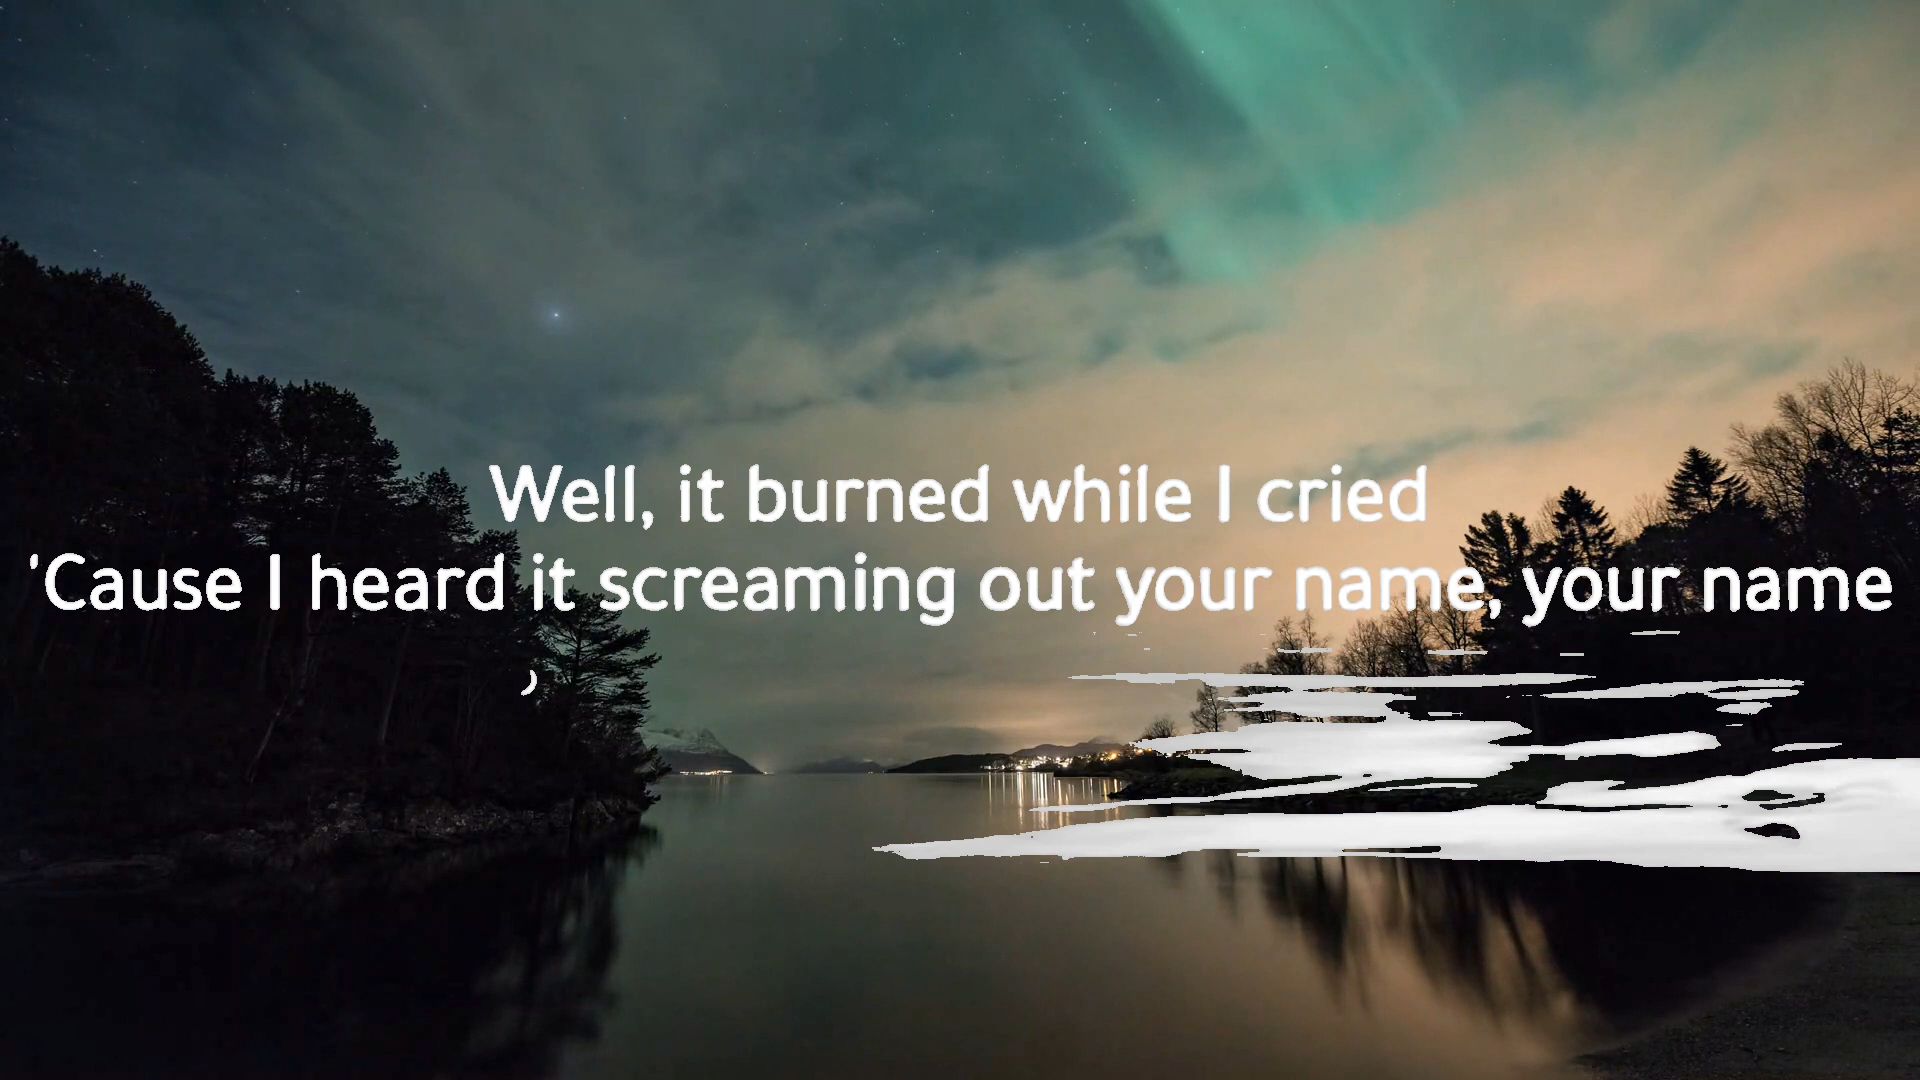 Well, it burned while I cried
'Cause I heard it screaming out your name, your name